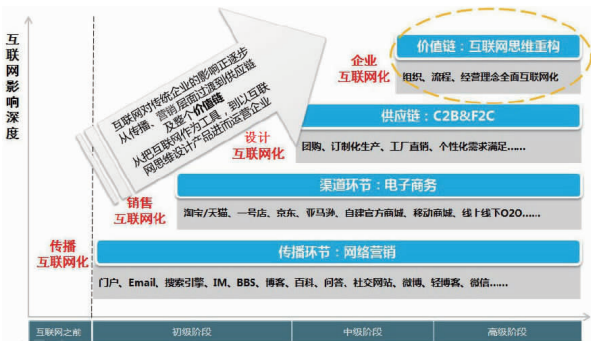 互联网影响深度
互联网对传统企业的影响正逐步
从传播、营销层面过渡到供应链
及整个价值链
从把互联网作为工具，到以互联
网思维设计产品进而运营企业
企业
互联网化
价值链：互联网思维重构
组织、流程、经营理念全面互联网化
设计
互联网化
供应链：C2B&F2C
团购、订制化生产、工厂直销、个性化需求满足……
销售
互联网化
渠道环节：电子商务
淘宝/天猫、一号店、京东、亚马逊、自建官方商城、移动商城、线上线下O2O……
传播
互联网化
传播环节：网络营销
门户、Email、搜索引擎、IM、BBS、博客、百科、问答、社交网站、微博、轻博客、微信……
互联网之前
初级阶段
中级阶段
高级阶段